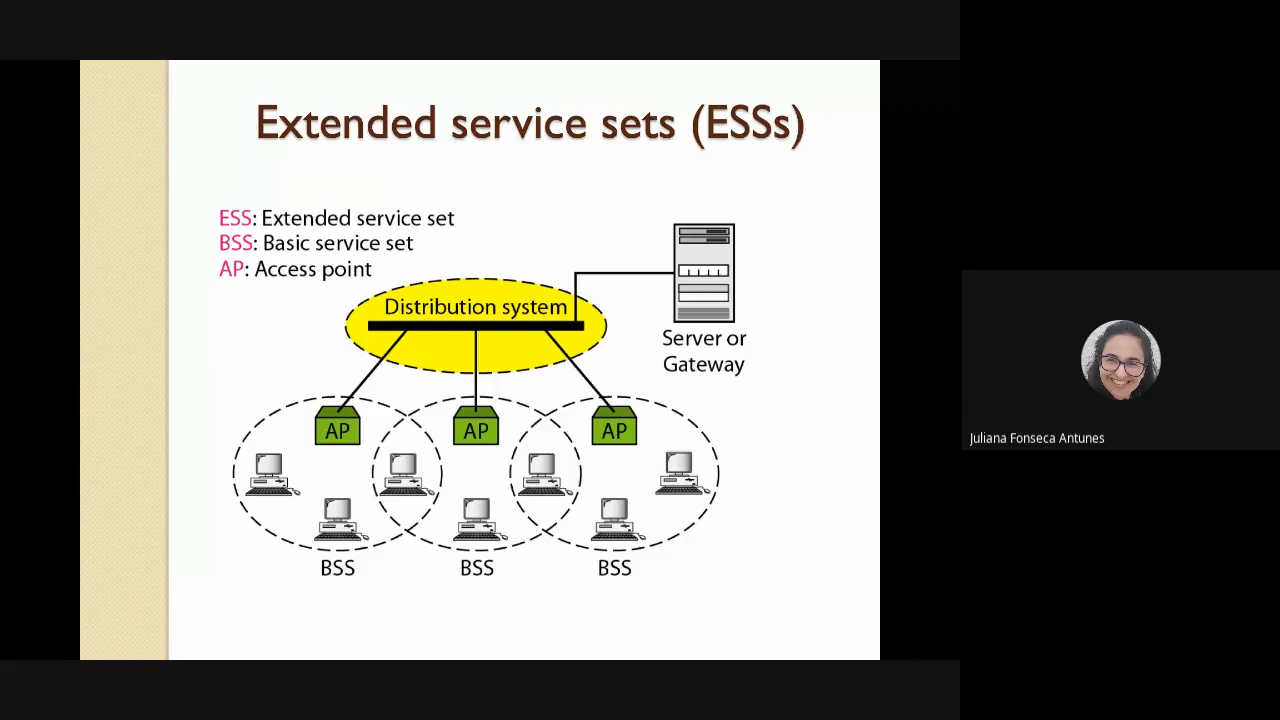 Extended service sets (ESSs)
ESS: Extended service set
BSS: Basic service set
AP: Access point
Distribution system
Server or
Gateway
AP
AP
AP
BSS
BSS
BSS
Juliana Fonseca Antunes